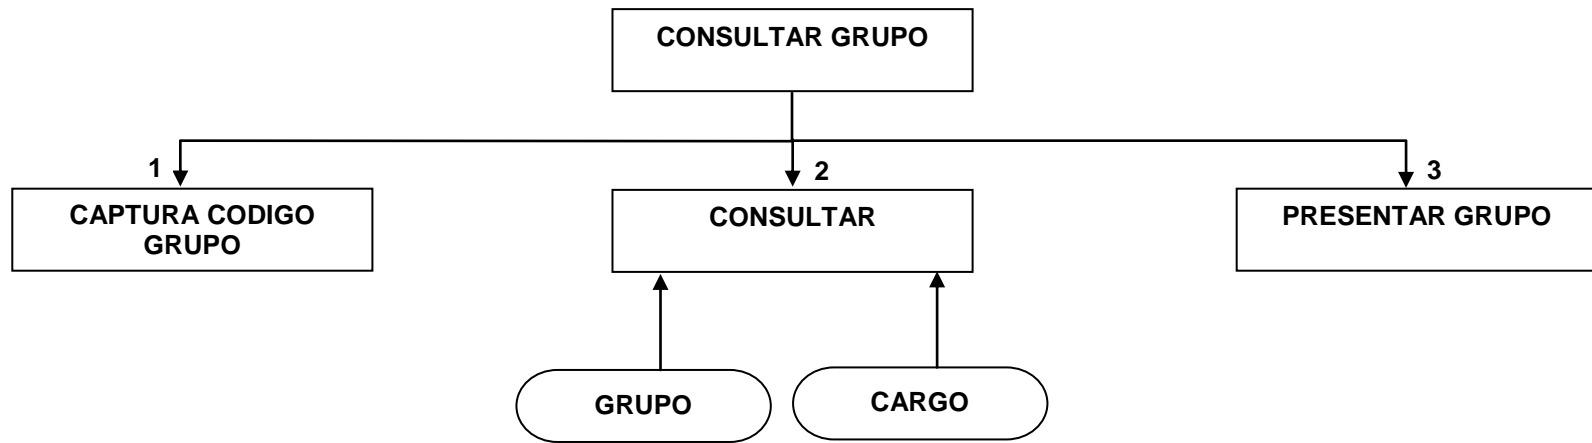 CONSULTAR GRUPO
1
2
3
CAPTURA CODIGO
GRUPO
CONSULTAR
PRESENTAR GRUPO
GRUPO
CARGO